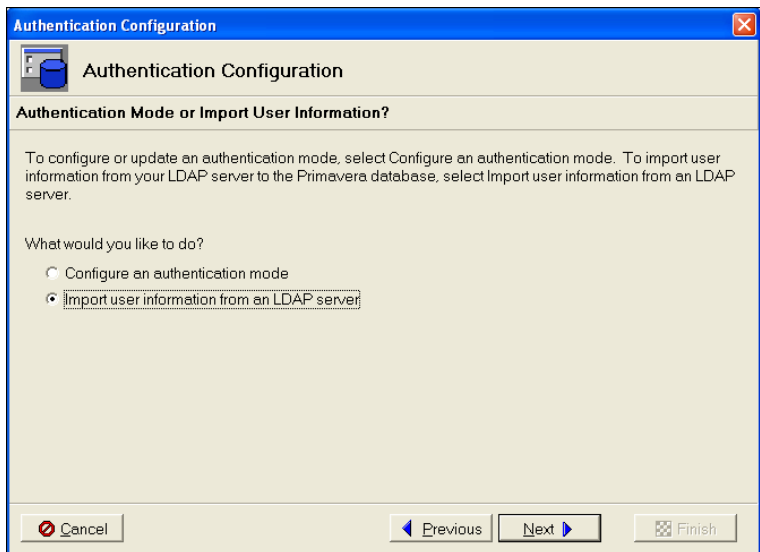 Authentication Configuration
Authentication Configuration
Authentication Mode or Import User Information?
To configure or update an authentication mode, select Configure an authentication mode. To import user
information from your LDAP server to the Primavera database, select Import user information from an LDAP
server.
What would you like to do?
Configure an authentication mode
Import user information from an LDAP server
Cancel
Previous
Next
Finish